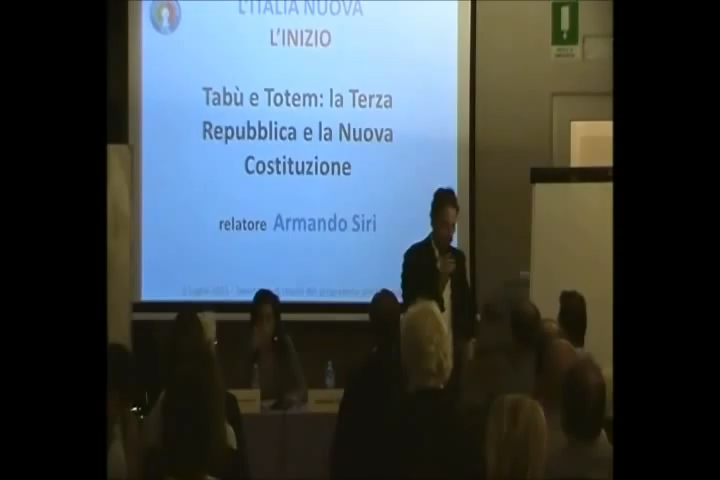 L'ITALIA NUOVA
L'INIZIO
Tabù e Totem: la Terza
Repubblica e la Nuova
Costituzione
relatore Armando Siri